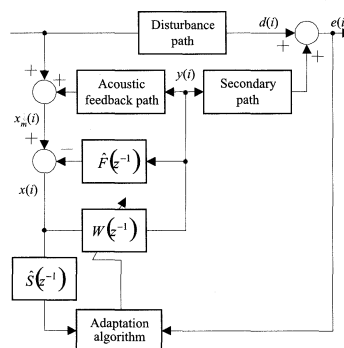 Disturbance
path
d(i)
e(i
+
+
+
+
Acoustic
feedback path
y(i)
Secondary
path
x_m(i)
+
−
F̂(z⁻¹)
x(i)
W(z⁻¹)
Ŝ(z⁻¹)
Adaptation
algorithm